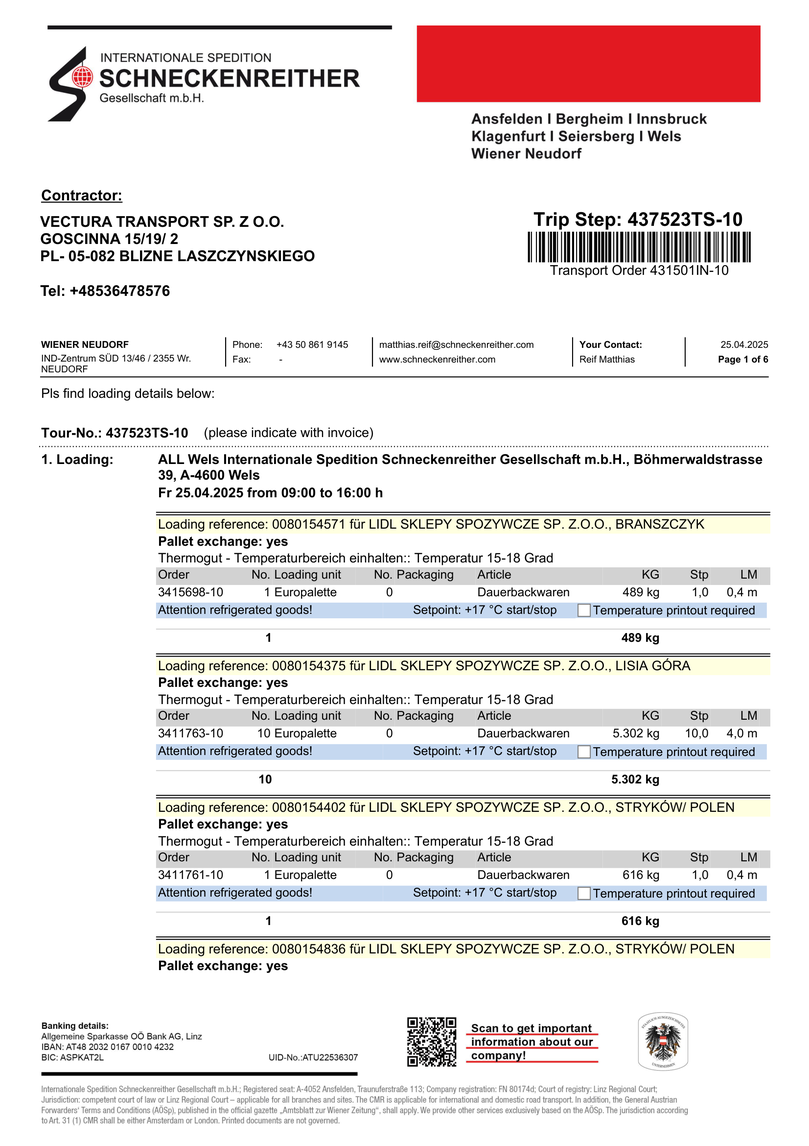 INTERNATIONALE SPEDITION
SCHNECKENREITHER
Gesellschaft m.b.H.
Ansfelden I Bergheim I Innsbruck
Klagenfurt I Seiersberg I Wels
Wiener Neudorf
Contractor:
VECTURA TRANSPORT SP. Z O.O.
GOSCINNA 15/19/ 2
PL- 05-082 BLIZNE LASZCZYNSKIEGO
Tel: +48536478576
Trip Step: 437523TS-10
Transport Order 431501IN-10
WIENER NEUDORF Phone: +43 50 861 9145 matthias.reif@schneckenreither.com Your Contact: 25.04.2025
IND-Zentrum SÜD 13/46 / 2355 Wr. Fax: - www.schneckenreither.com Reif Matthias Page 1 of 6
NEUDORF
Pls find loading details below:
Tour-No.: 437523TS-10 (please indicate with invoice)
1. Loading: ALL Wels Internationale Spedition Schneckenreither Gesellschaft m.b.H., Böhmerwaldstrasse
39, A-4600 Wels
Fr 25.04.2025 from 09:00 to 16:00 h
Loading reference: 0080154571 für LIDL SKLEPY SPOZYWCZE SP. Z.O.O., BRANSZCZYK
Pallet exchange: yes
Thermogut - Temperaturbereich einhalten:: Temperatur 15-18 Grad
Order No. Loading unit No. Packaging Article KG Stp LM
3415698-10 1 Europalette 0 Dauerbackwaren 489 kg 1,0 0,4 m
Attention refrigerated goods! Setpoint: +17 °C start/stop Temperature printout required
1 489 kg
Loading reference: 0080154375 für LIDL SKLEPY SPOZYWCZE SP. Z.O.O., LISIA GÓRA
Pallet exchange: yes
Thermogut - Temperaturbereich einhalten:: Temperatur 15-18 Grad
Order No. Loading unit No. Packaging Article KG Stp LM
3411763-10 10 Europalette 0 Dauerbackwaren 5.302 kg 10,0 4,0 m
Attention refrigerated goods! Setpoint: +17 °C start/stop Temperature printout required
10 5.302 kg
Loading reference: 0080154402 für LIDL SKLEPY SPOZYWCZE SP. Z.O.O., STRYKÓW/ POLEN
Pallet exchange: yes
Thermogut - Temperaturbereich einhalten:: Temperatur 15-18 Grad
Order No. Loading unit No. Packaging Article KG Stp LM
3411761-10 1 Europalette 0 Dauerbackwaren 616 kg 1,0 0,4 m
Attention refrigerated goods! Setpoint: +17 °C start/stop Temperature printout required
1 616 kg
Loading reference: 0080154836 für LIDL SKLEPY SPOZYWCZE SP. Z.O.O., STRYKÓW/ POLEN
Pallet exchange: yes
Banking details:
Allgemeine Sparkasse OÖ Bank AG, Linz
IBAN: AT48 2032 0167 0010 4232
BIC: ASPKAT2L UID-No.:ATU22536307
Scan to get important
information about our
company!
Internationale Spedition Schneckenreither Gesellschaft m.b.H.; Registered seat: A-4052 Ansfelden, Traunuferstraße 113; Company registration: FN 80174d; Court of registry: Linz Regional Court;
Jurisdiction: competent court of law or Linz Regional Court – applicable for all branches and sites. The CMR is applicable for international and domestic road transport. In addition, the General Austrian
Forwarders' Terms and Conditions (AÖSp), published in the official gazette „Amtsblatt zur Wiener Zeitung", shall apply. We provide other services exclusively based on the AÖSp. The jurisdiction according
to Art. 31 (1) CMR shall be either Amsterdam or London. Printed documents are not governed.